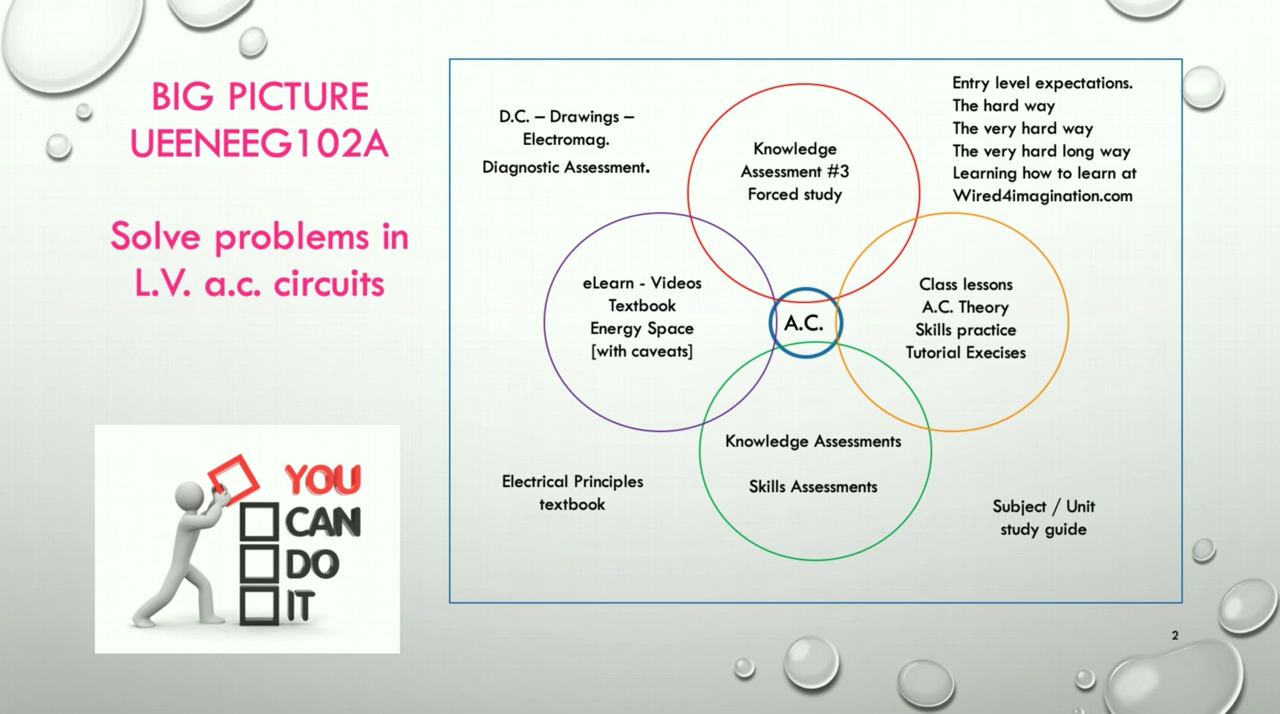 BIG PICTURE
UEENEEG102A
Solve problems in
L.V. a.c. circuits
YOU
CAN
DO
IT
D.C. – Drawings –
Electromag.
Diagnostic Assessment.
Knowledge
Assessment #3
Forced study
Entry level expectations.
The hard way
The very hard way
The very hard long way
Learning how to learn at
Wired4imagination.com
eLearn - Videos
Textbook
Energy Space
[with caveats]
A.C.
Class lessons
A.C. Theory
Skills practice
Tutorial Execises
Knowledge Assessments
Skills Assessments
Electrical Principles
textbook
Subject / Unit
study guide
2